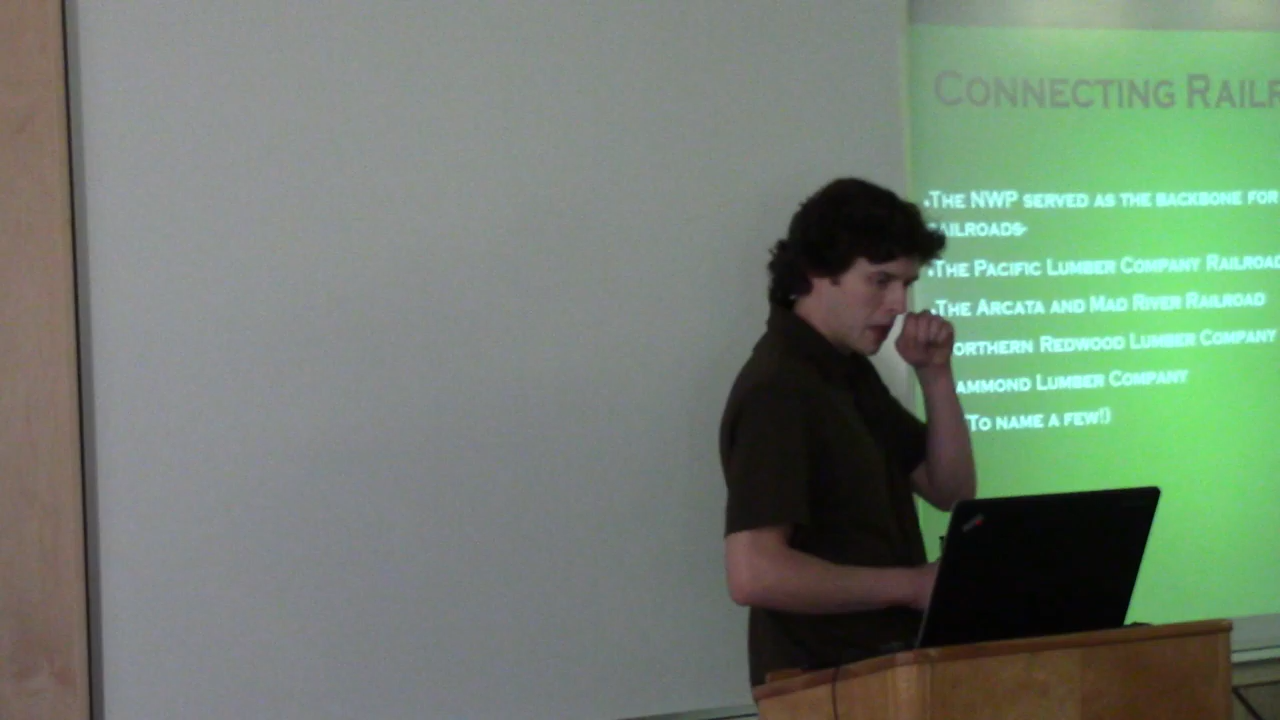 CONNECTING RAILR
•THE NWP SERVED AS THE BACKBONE FOR
RAILROADS-
•THE PACIFIC LUMBER COMPANY RAILROAD
•THE ARCATA AND MAD RIVER RAILROAD
ORTHERN REDWOOD LUMBER COMPANY
AMMOND LUMBER COMPANY
(TO NAME A FEW!)